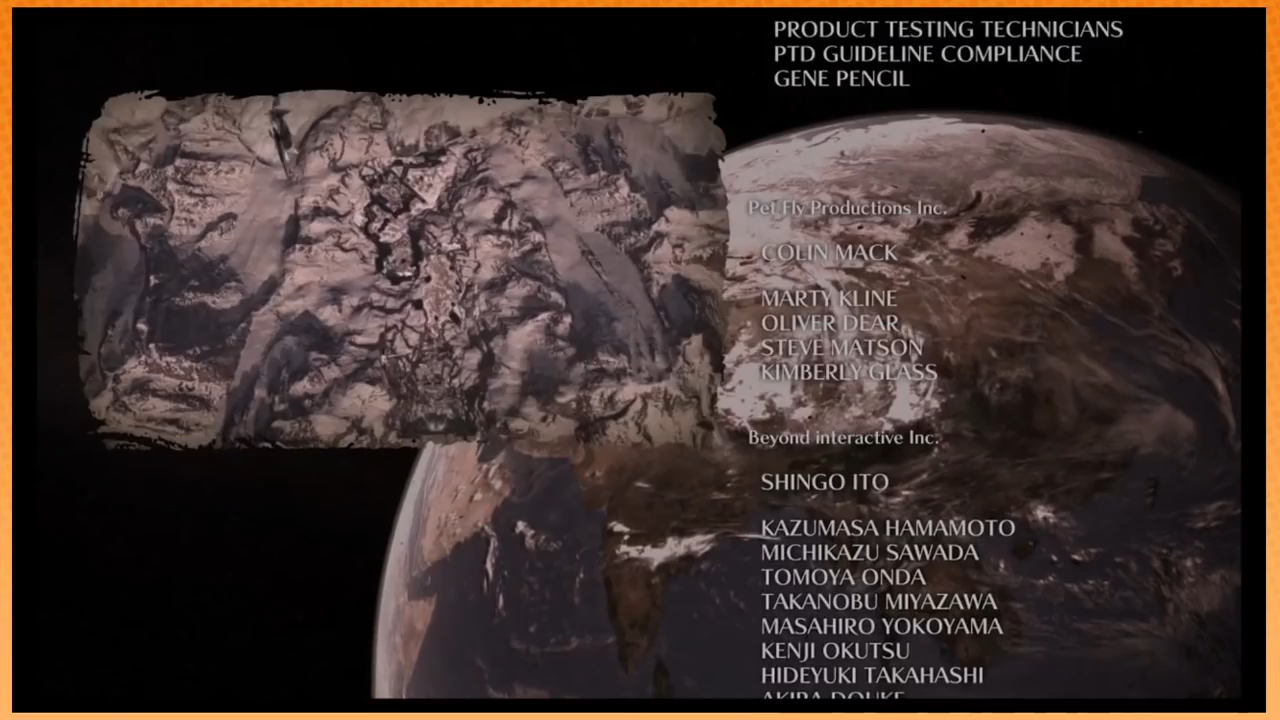 PRODUCT TESTING TECHNICIANS
PTD GUIDELINE COMPLIANCE
GENE PENCIL
Pet Fly Productions Inc.
COLIN MACK
MARTY KLINE
OLIVER DEAR
STEVE MATSON
KIMBERLY GLASS
Beyond interactive Inc.
SHINGO ITO
KAZUMASA HAMAMOTO
MICHIKAZU SAWADA
TOMOYA ONDA
TAKANOBU MIYAZAWA
MASAHIRO YOKOYAMA
KENJI OKUTSU
HIDEYUKI TAKAHASHI